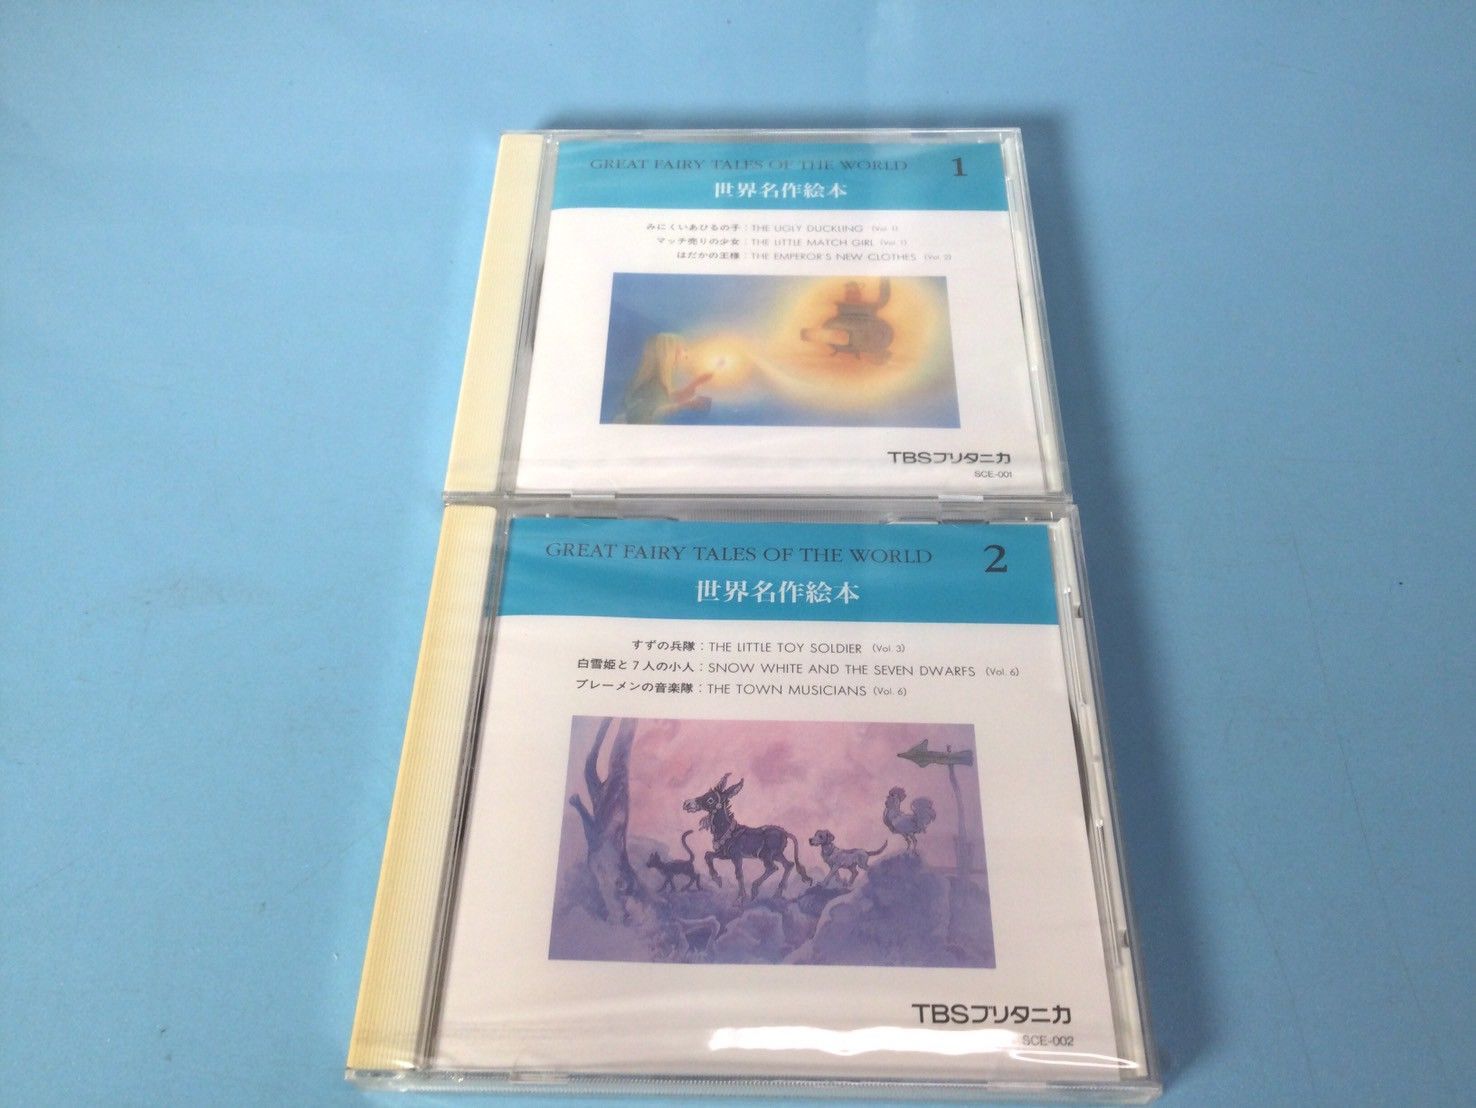 GREAT FAIRY TALES OF THE WORLD 1
世界名作絵本
みにくいあひるの子：THE UGLY DUCKLING (Vol. 1)
マッチ売りの少女：THE LITTLE MATCH GIRL (Vol. 1)
はだかの王様：THE EMPEROR'S NEW CLOTHES (Vol. 2)
TBSブリタニカ
SCE-001
GREAT FAIRY TALES OF THE WORLD 2
世界名作絵本
すずの兵隊：THE LITTLE TOY SOLDIER (Vol. 3)
白雪姫と7人の小人：SNOW WHITE AND THE SEVEN DWARFS (Vol. 6)
ブレーメンの音楽隊：THE TOWN MUSICIANS (Vol. 6)
TBSブリタニカ
SCE-002